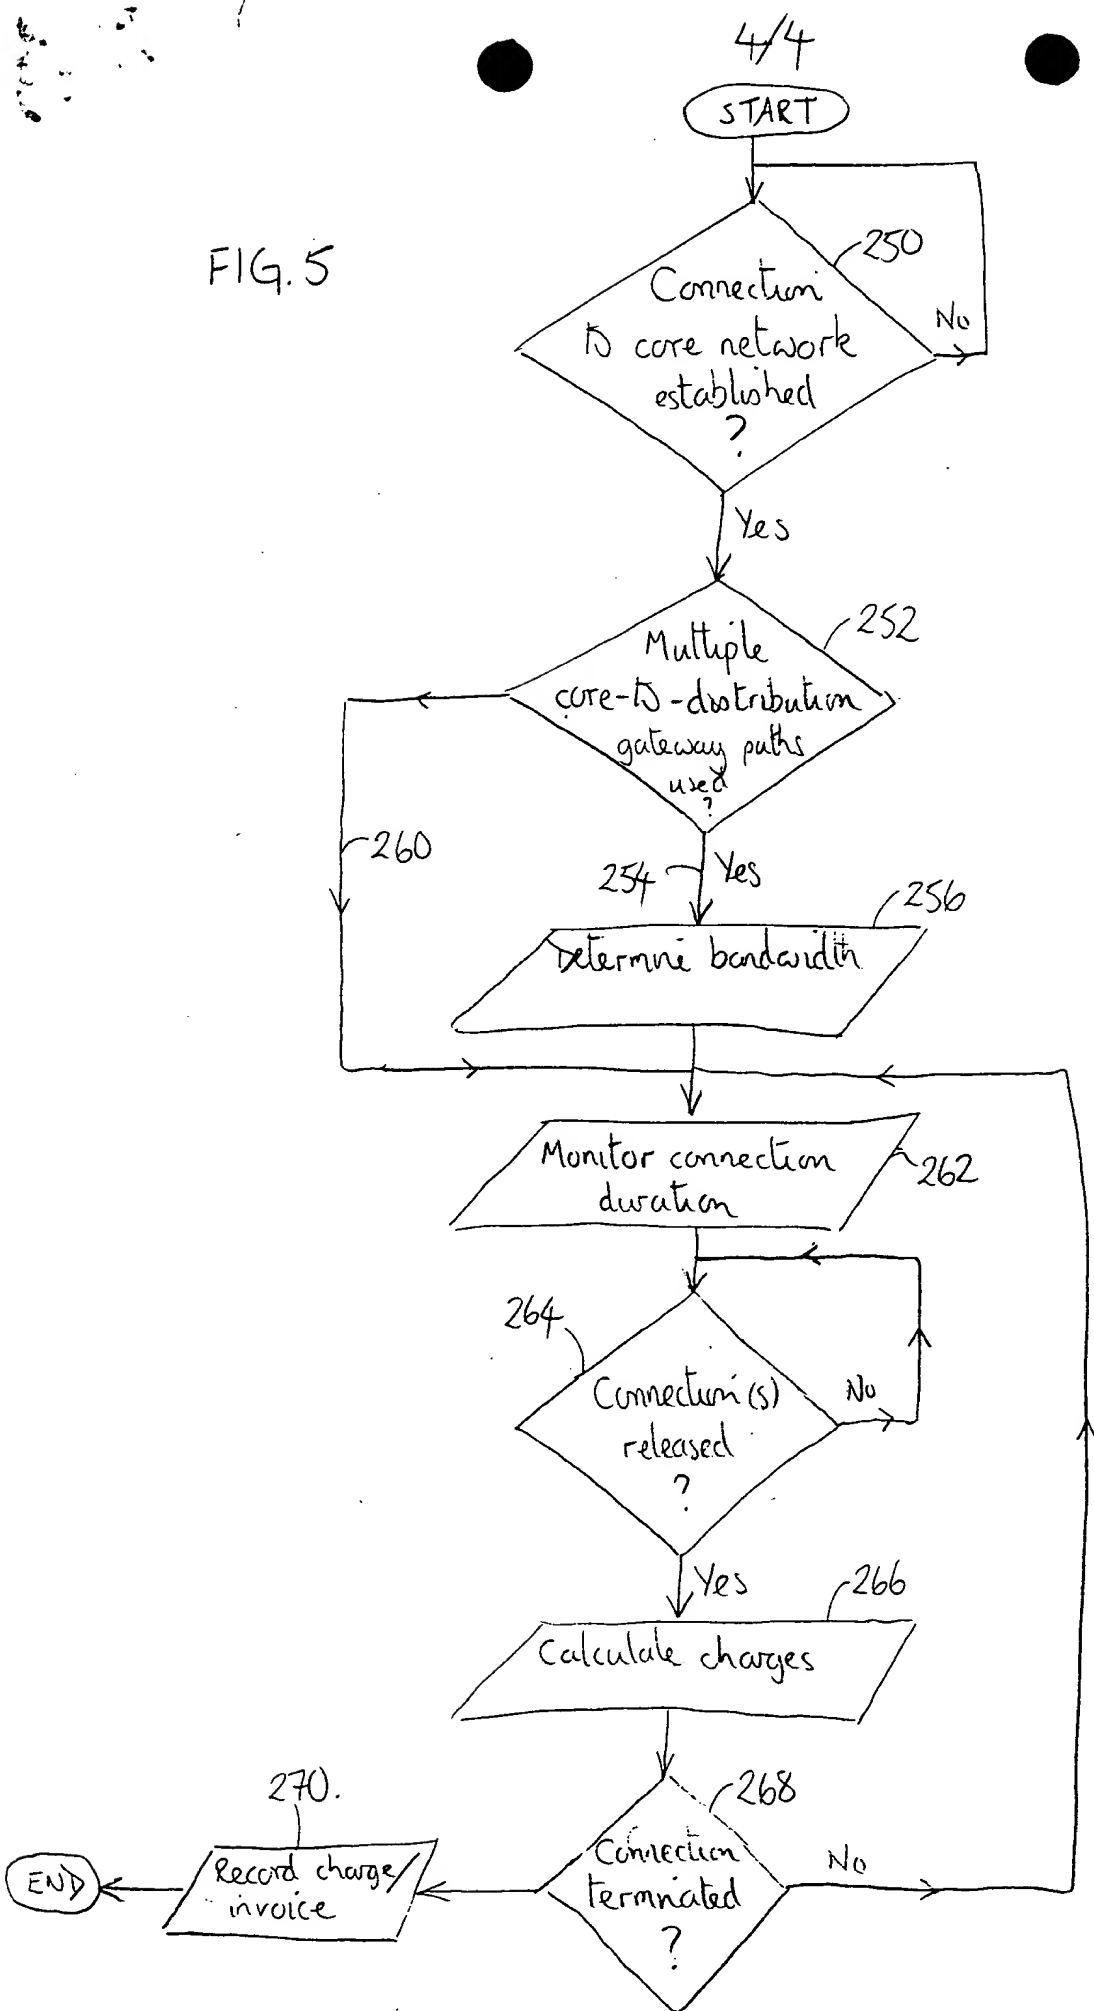 4/4
START
FIG. 5
250
Connection
to core network
established
?
No
Yes
252
Multiple
core-to-distribution
gateway paths
used
?
260
254
Yes
256
Determine bandwidth
Monitor connection
duration
262
264
Connection(s)
released
?
No
Yes
266
Calculate charges
270.
268
Connection
terminated
?
No
Record charge/
invoice
END